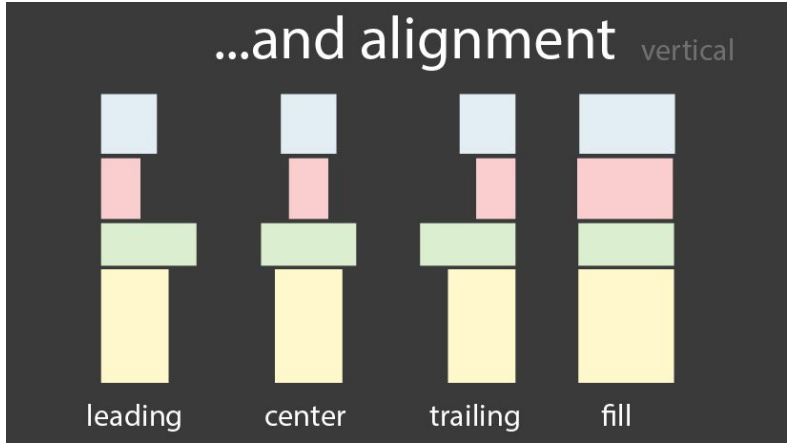 ...and alignment vertical
leading center trailing fill